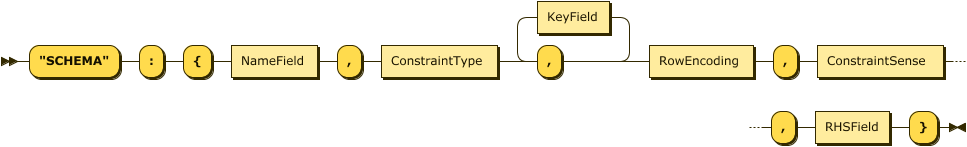 KeyField
"SCHEMA" : { NameField , ConstraintType , RowEncoding , ConstraintSense
, RHSField }